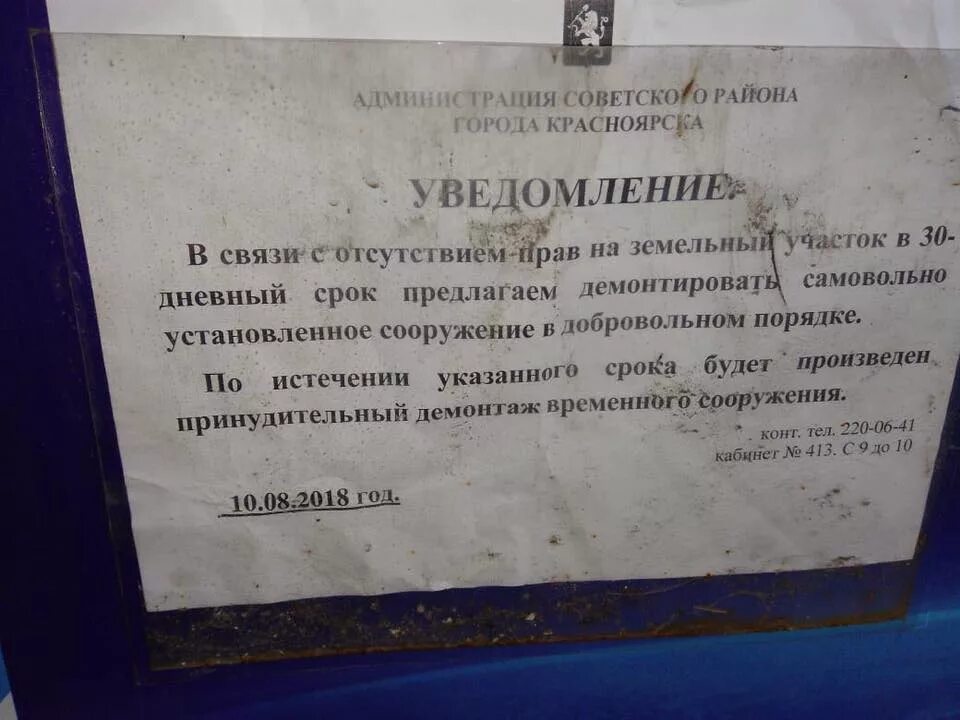 АДМИНИСТРАЦИЯ СОВЕТСКОГО РАЙОНА
ГОРОДА КРАСНОЯРСКА
УВЕДОМЛЕНИЕ.
В связи с отсутствием прав на земельный участок в 30-
дневный срок предлагаем демонтировать самовольно
установленное сооружение в добровольном порядке.
По истечении указанного срока будет произведен
принудительный демонтаж временного сооружения.
конт. тел. 220-06-41
кабинет № 413. С 9 до 10
10.08.2018 год.